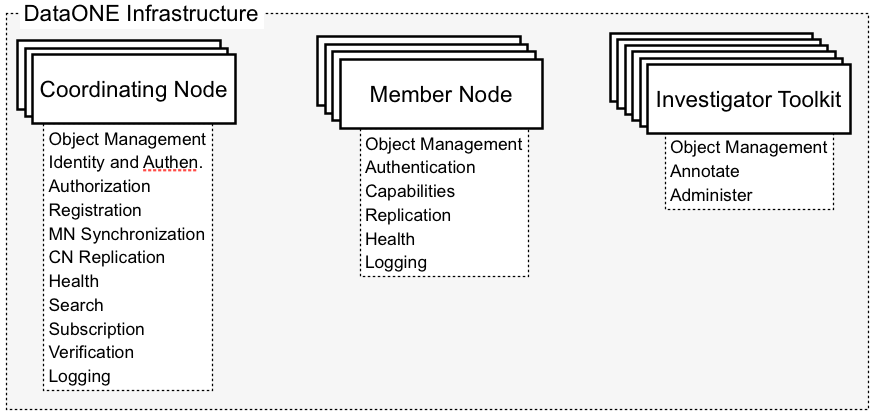 DataONE Infrastructure
Coordinating Node
Object Management
Identity and Authen.
Authorization
Registration
MN Synchronization
CN Replication
Health
Search
Subscription
Verification
Logging
Member Node
Object Management
Authentication
Capabilities
Replication
Health
Logging
Investigator Toolkit
Object Management
Annotate
Administer